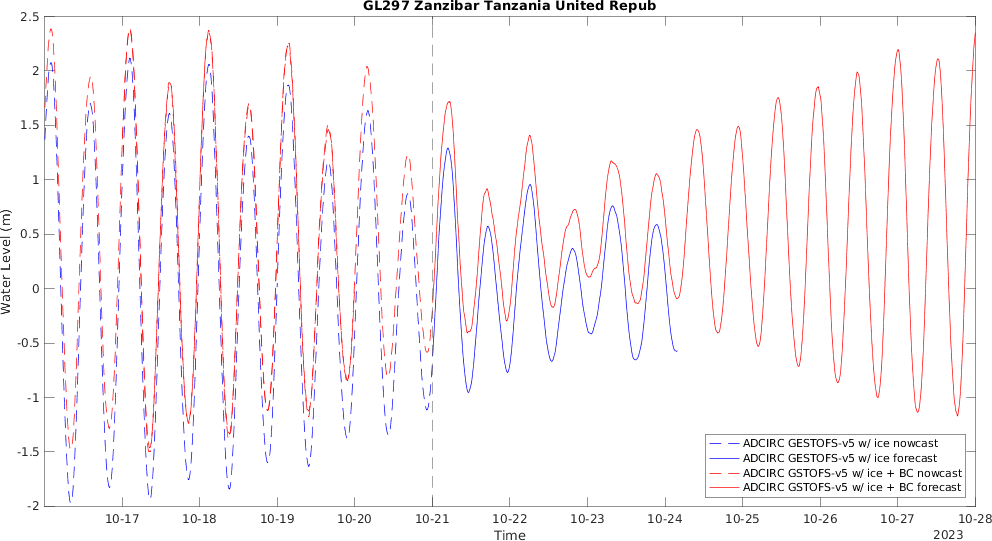 GL297 Zanzibar Tanzania United Repub
2.5
2
1.5
1
0.5
0
-0.5
-1
-1.5
-2
Water Level (m)
ADCIRC GESTOFS-v5 w/ ice nowcast
ADCIRC GESTOFS-v5 w/ ice forecast
ADCIRC GSTOFS-v5 w/ ice + BC nowcast
ADCIRC GSTOFS-v5 w/ ice + BC forecast
10-17 10-18 10-19 10-20 10-21 10-22 10-23 10-24 10-25 10-26 10-27 10-28
Time
2023